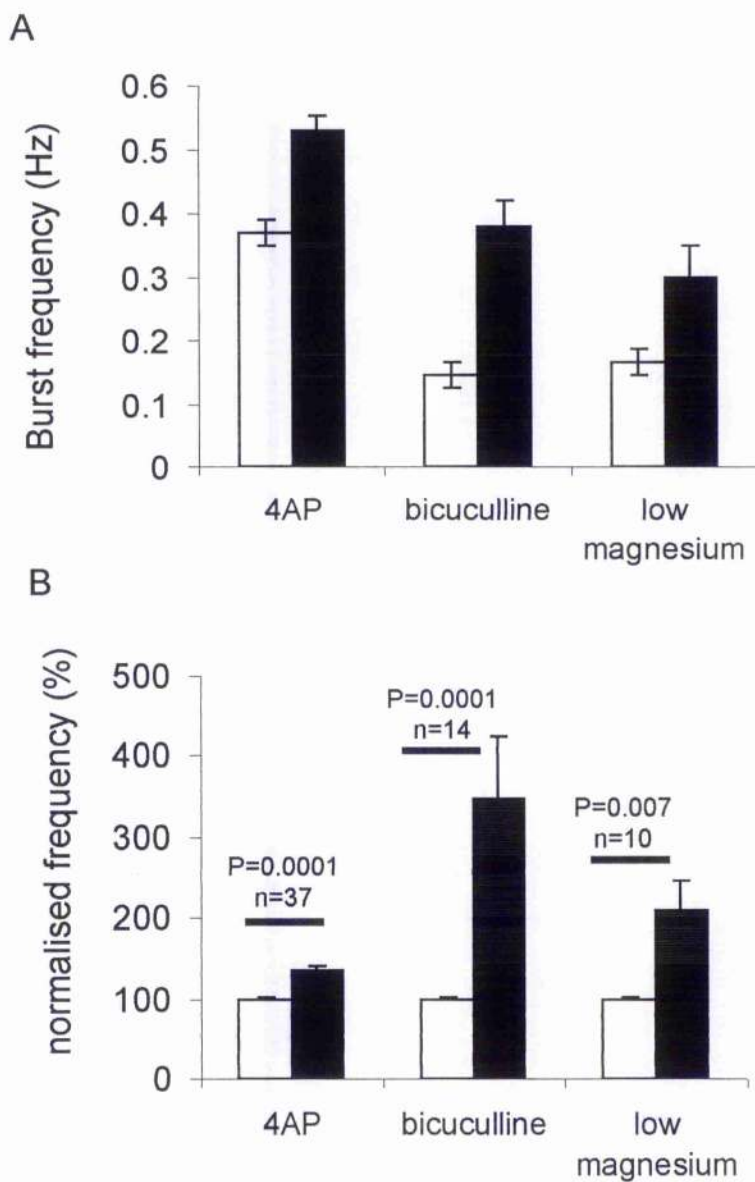 A
Burst frequency (Hz)
0.6
0.5
0.4
0.3
0.2
0.1
0
4AP
bicuculline
low
magnesium
B
normalised frequency (%)
500
400
300
200
100
0
P=0.0001
n=37
P=0.0001
n=14
P=0.007
n=10
4AP
bicuculline
low
magnesium